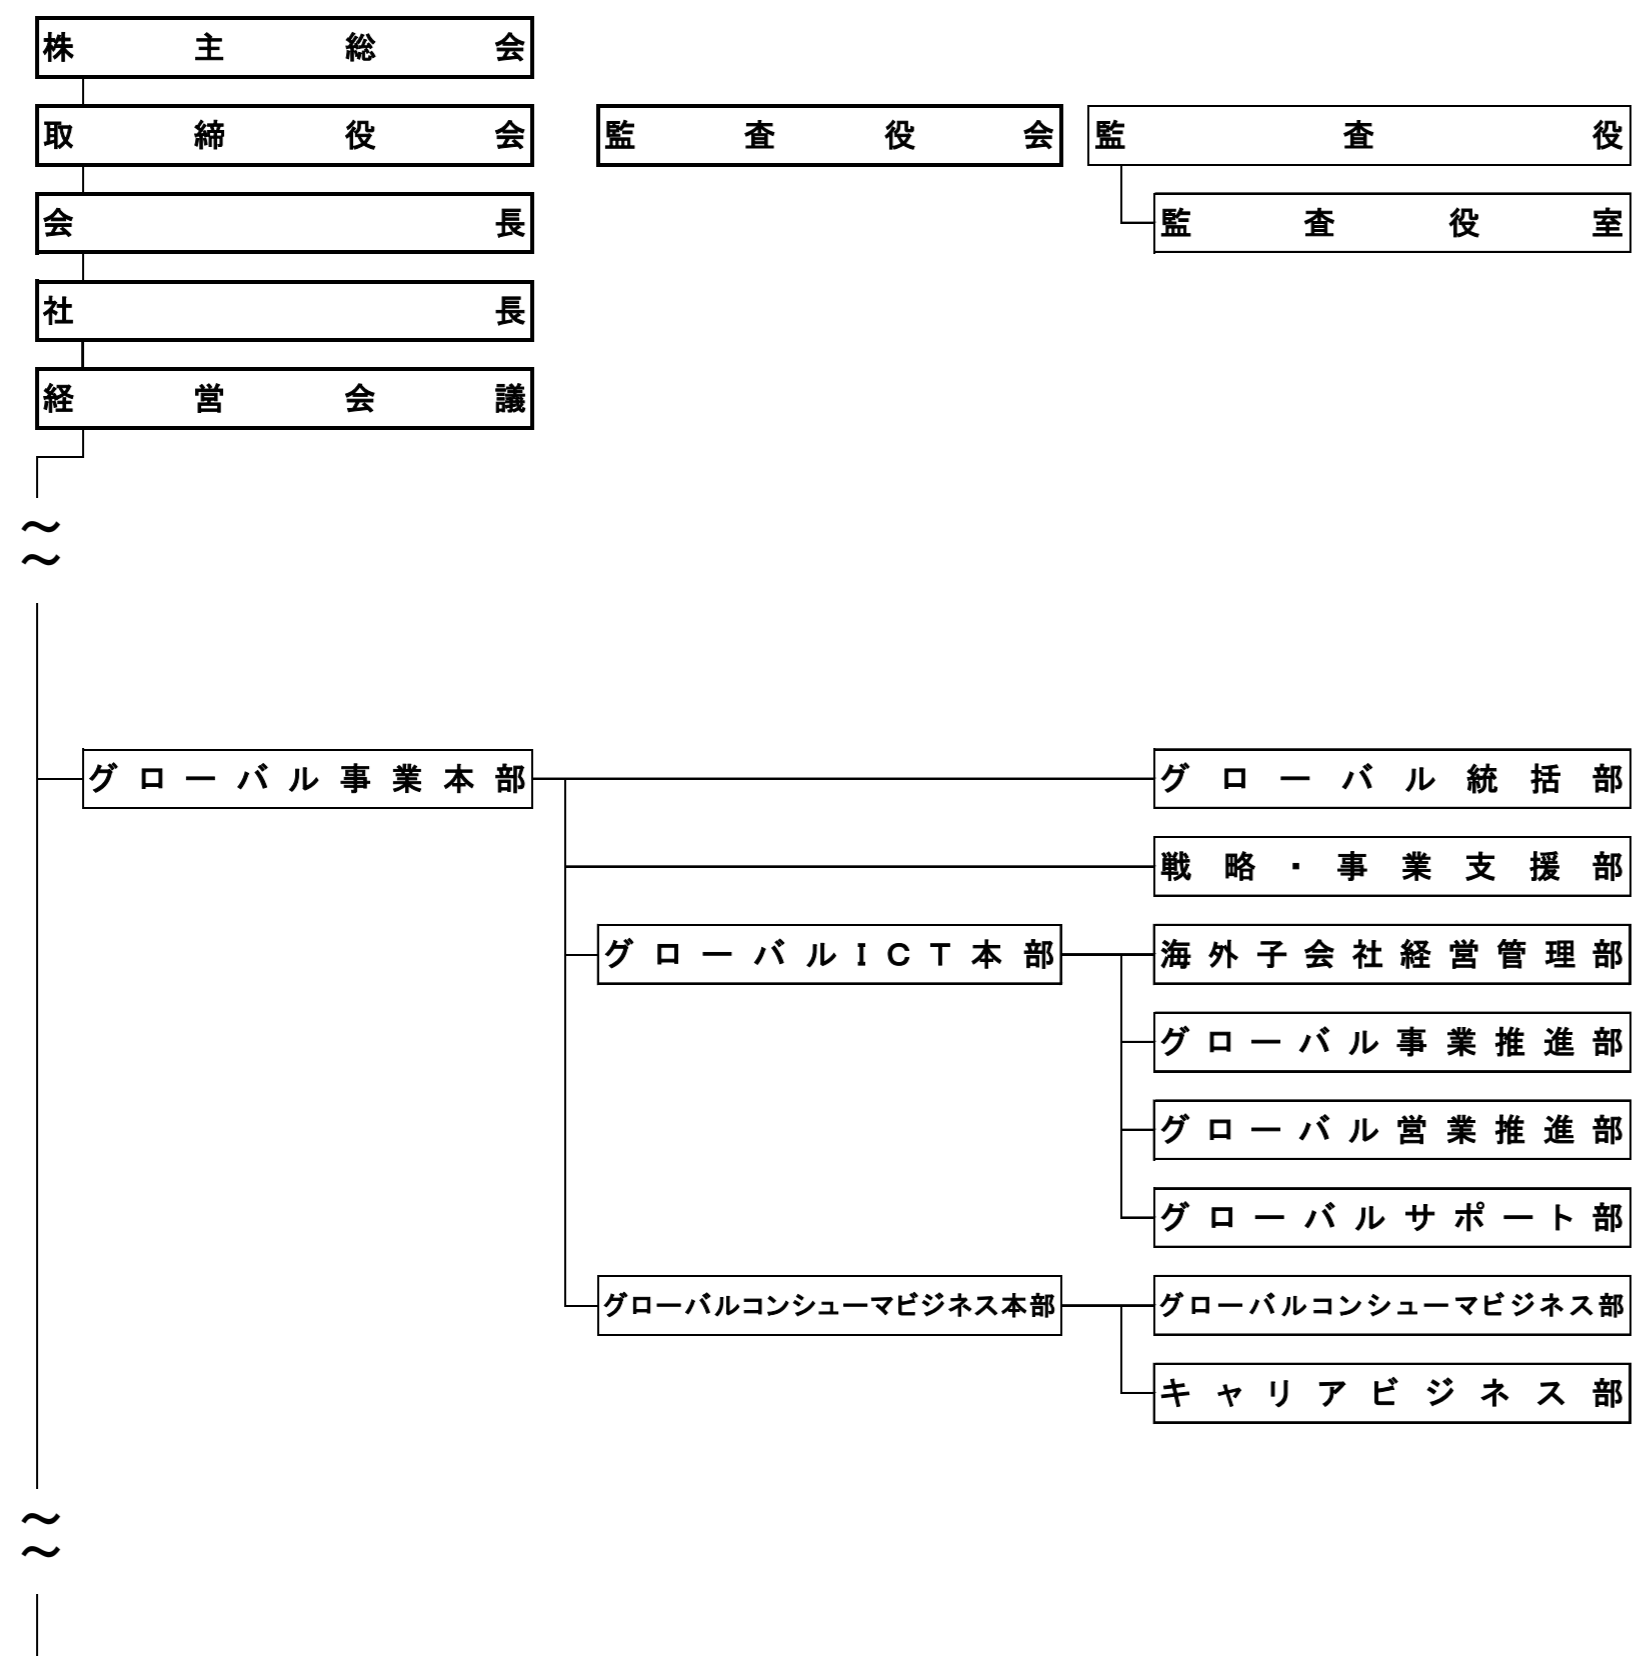 株主総会
取締役会
監査役会
監査役
会長
監査役室
社長
経営会議
～
～
グローバル事業本部
グローバル統括部
戦略・事業支援部
グローバルＩＣＴ本部
海外子会社経営管理部
グローバル事業推進部
グローバル営業推進部
グローバルサポート部
グローバルコンシューマビジネス本部
グローバルコンシューマビジネス部
キャリアビジネス部
～
～